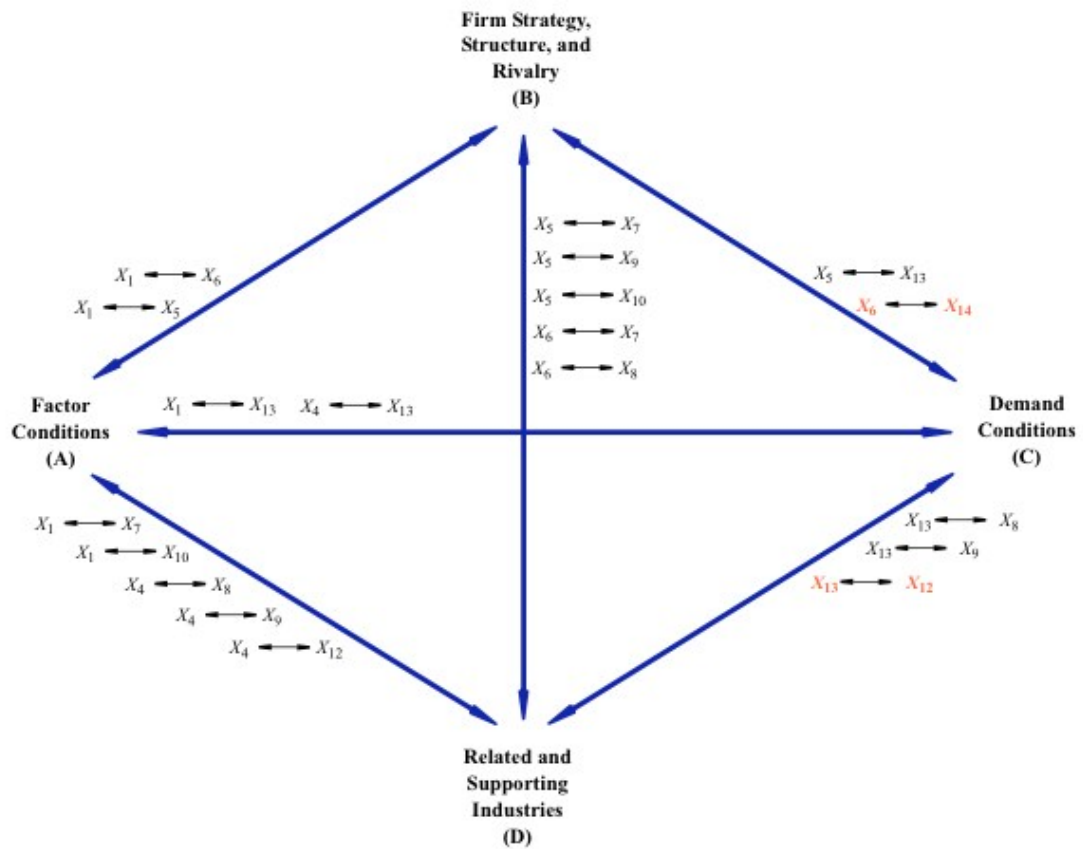 Firm Strategy,
Structure, and
Rivalry
(B)
X5 X7
X5 X9
X5 X10
X6 X7
X6 X8
X1 X6
X1 X5
X5 X13
X6 X14
X1 X13 X4 X13
Factor
Conditions
(A)
Demand
Conditions
(C)
X1 X7
X1 X10
X4 X8
X4 X9
X4 X12
X13 X8
X13 X9
X13 X12
Related and
Supporting
Industries
(D)